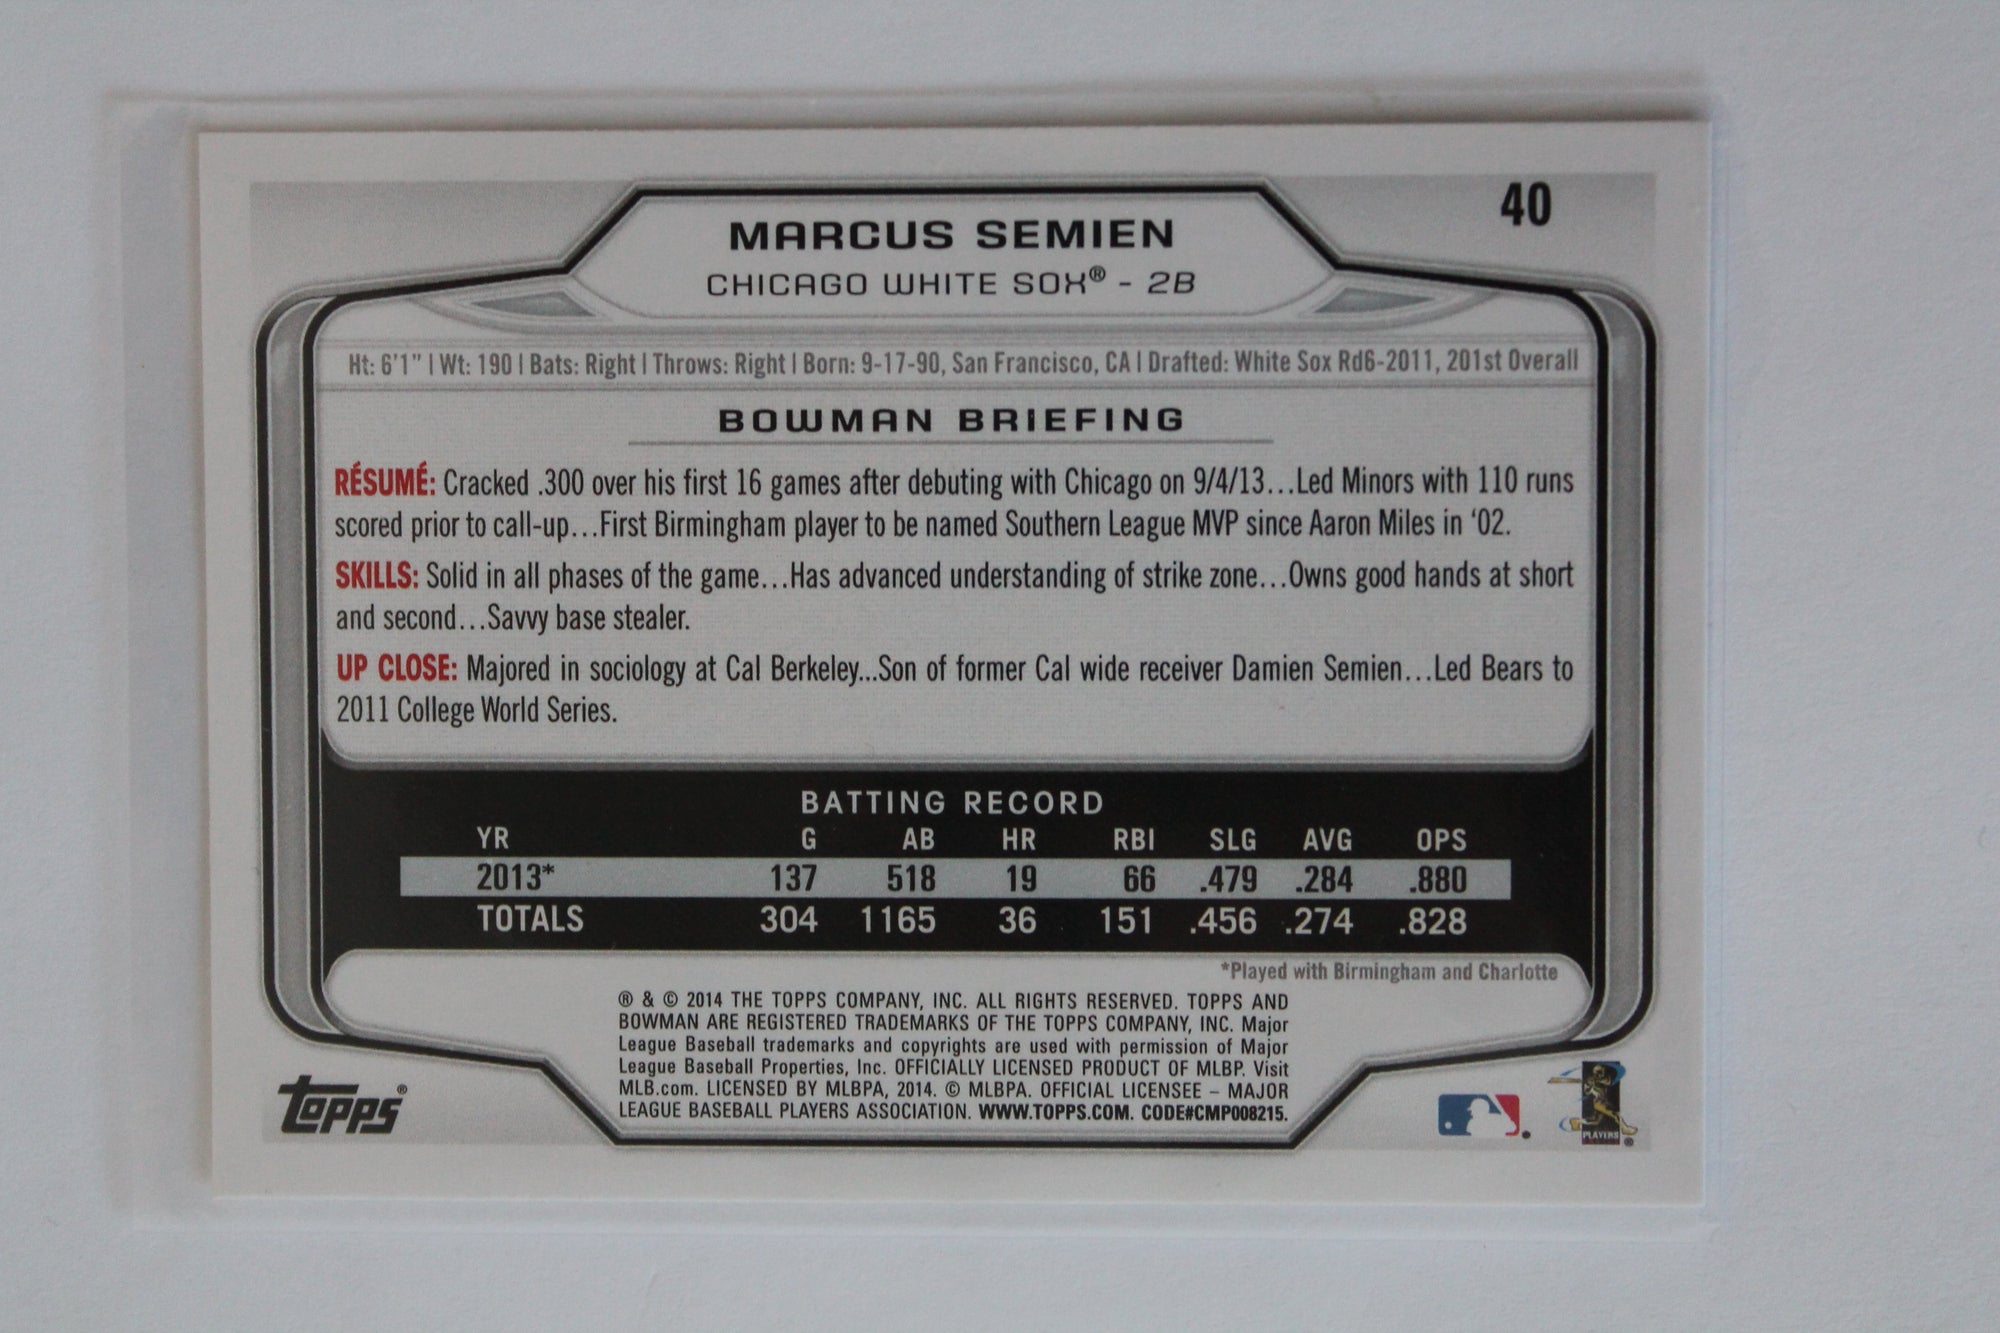 40
MARCUS SEMIEN
CHICAGO WHITE SOX® - 2B
Ht: 6'1" | Wt: 190 | Bats: Right | Throws: Right | Born: 9-17-90, San Francisco, CA | Drafted: White Sox Rd6-2011, 201st Overall
BOWMAN BRIEFING
RÉSUMÉ: Cracked .300 over his first 16 games after debuting with Chicago on 9/4/13...Led Minors with 110 runs
scored prior to call-up...First Birmingham player to be named Southern League MVP since Aaron Miles in ‘02.
SKILLS: Solid in all phases of the game...Has advanced understanding of strike zone...Owns good hands at short
and second...Savvy base stealer.
UP CLOSE: Majored in sociology at Cal Berkeley...Son of former Cal wide receiver Damien Semien...Led Bears to
2011 College World Series.
BATTING RECORD
YR G AB HR RBI SLG AVG OPS
2013* 137 518 19 66 .479 .284 .880
TOTALS 304 1165 36 151 .456 .274 .828
*Played with Birmingham and Charlotte
® & © 2014 THE TOPPS COMPANY, INC. ALL RIGHTS RESERVED. TOPPS AND
BOWMAN ARE REGISTERED TRADEMARKS OF THE TOPPS COMPANY, INC. Major
League Baseball trademarks and copyrights are used with permission of Major
League Baseball Properties, Inc. OFFICIALLY LICENSED PRODUCT OF MLBP. Visit
MLB.com. LICENSED BY MLBPA, 2014. © MLBPA. OFFICIAL LICENSEE – MAJOR
LEAGUE BASEBALL PLAYERS ASSOCIATION. WWW.TOPPS.COM. CODE#CMP008215.
Topps®
PLAYERS ®